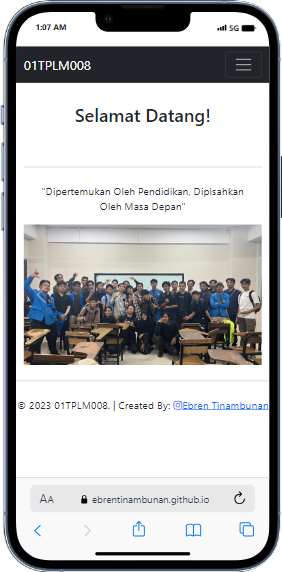 1:07 AM
5G
01TPLM008
Selamat Datang!
"Dipertemukan Oleh Pendidikan, Dipisahkan
Oleh Masa Depan"
© 2023 01TPLM008. | Created By: Ebren Tinambunan
AA ebrentinambunan.github.io